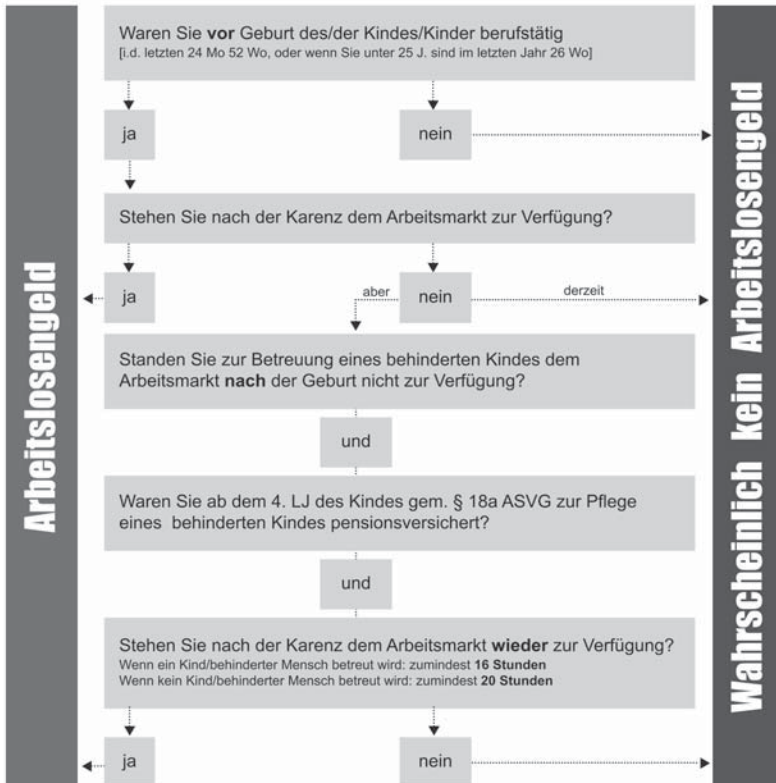 Waren Sie vor Geburt des/der Kindes/Kinder berufstätig
[i.d. letzten 24 Mo 52 Wo, oder wenn Sie unter 25 J. sind im letzten Jahr 26 Wo]
ja
nein
Stehen Sie nach der Karenz dem Arbeitsmarkt zur Verfügung?
ja
aber
nein
derzeit
Standen Sie zur Betreuung eines behinderten Kindes dem
Arbeitsmarkt nach der Geburt nicht zur Verfügung?
und
Waren Sie ab dem 4. LJ des Kindes gem. § 18a ASVG zur Pflege
eines behinderten Kindes pensionsversichert?
und
Stehen Sie nach der Karenz dem Arbeitsmarkt wieder zur Verfügung?
Wenn ein Kind/behinderter Mensch betreut wird: zumindest 16 Stunden
Wenn kein Kind/behinderter Mensch betreut wird: zumindest 20 Stunden
ja
nein
Arbeitslosengeld
Wahrscheinlich kein Arbeitslosengeld